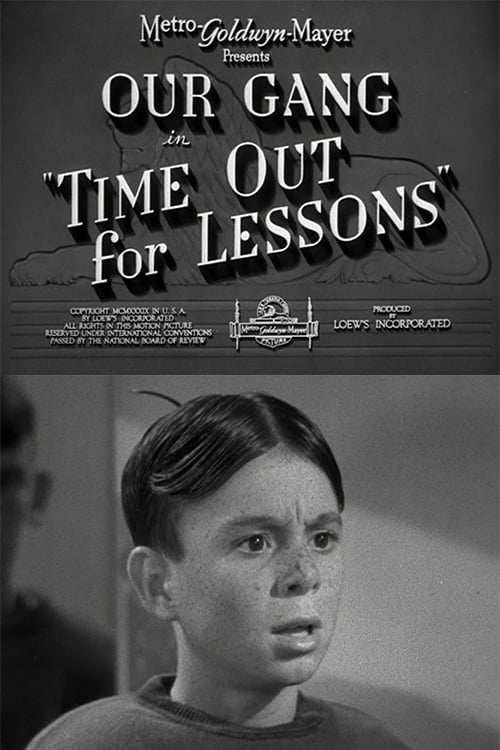 Metro-Goldwyn-Mayer
Presents
OUR GANG
in
"TIME OUT
for LESSONS"
COPYRIGHT MCMXXXIX IN U.S.A.
BY LOEW'S INCORPORATED
ALL RIGHTS IN THIS MOTION PICTURE
RESERVED UNDER INTERNATIONAL CONVENTIONS
PASSED BY THE NATIONAL BOARD OF REVIEW
Metro-Goldwyn-Mayer
PICTURE
PRODUCED
BY
LOEW'S INCORPORATED